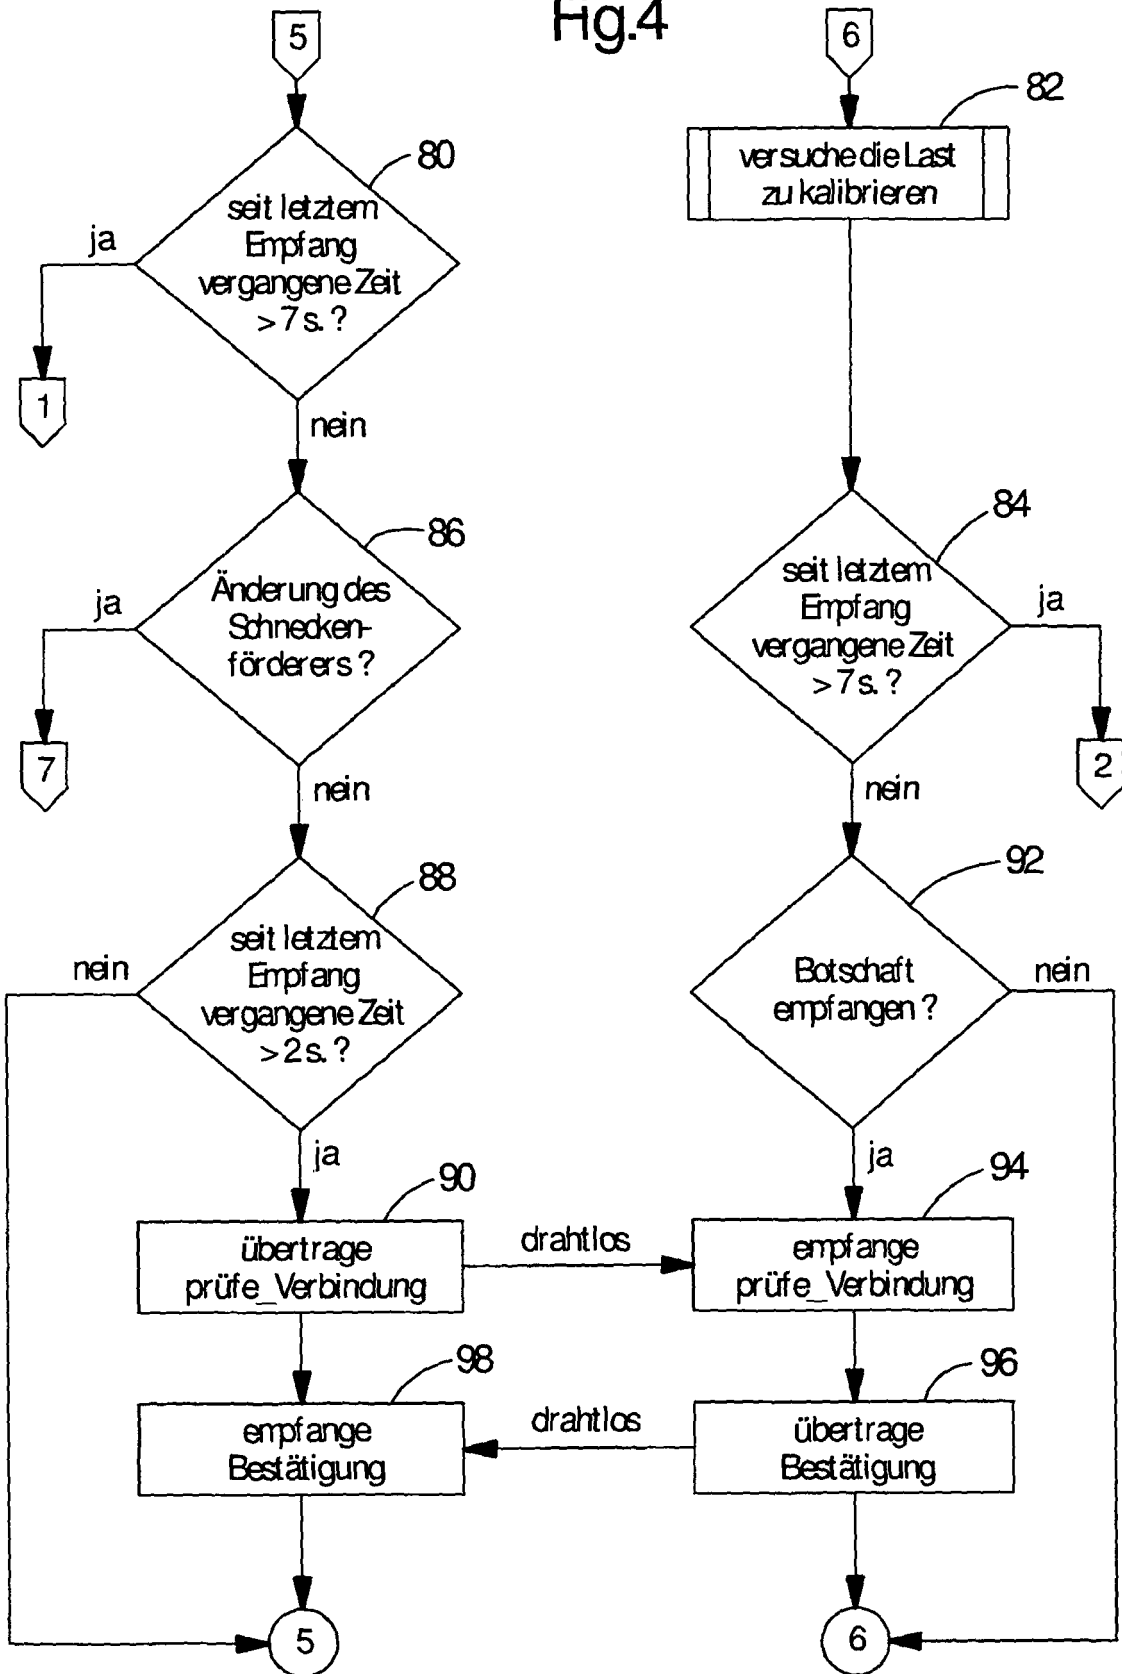 Fig.4
5
80
seit letztem
Empfang
vergangene Zeit
> 7 s. ?
ja
1
nein
86
Änderung des
Schnecken-
förderers ?
ja
7
nein
88
seit letztem
Empfang
vergangene Zeit
> 2 s. ?
nein
ja
90
übertrage
prüfe_Verbindung
drahtlos
98
empfange
Bestätigung
drahtlos
5
6
82
versuche die Last
zu kalibrieren
84
seit letztem
Empfang
vergangene Zeit
> 7 s. ?
ja
2
nein
92
Botschaft
empfangen ?
nein
ja
94
empfange
prüfe_Verbindung
96
übertrage
Bestätigung
6